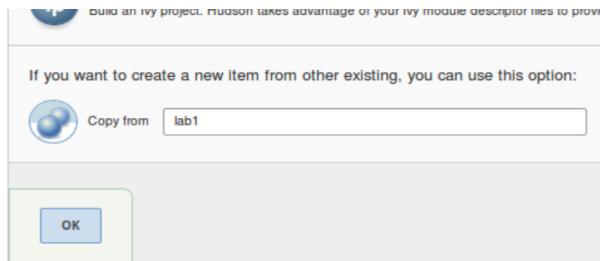 Build an Ivy project. Hudson takes advantage of your Ivy module descriptor files to provi
If you want to create a new item from other existing, you can use this option:
Copy from lab1
OK